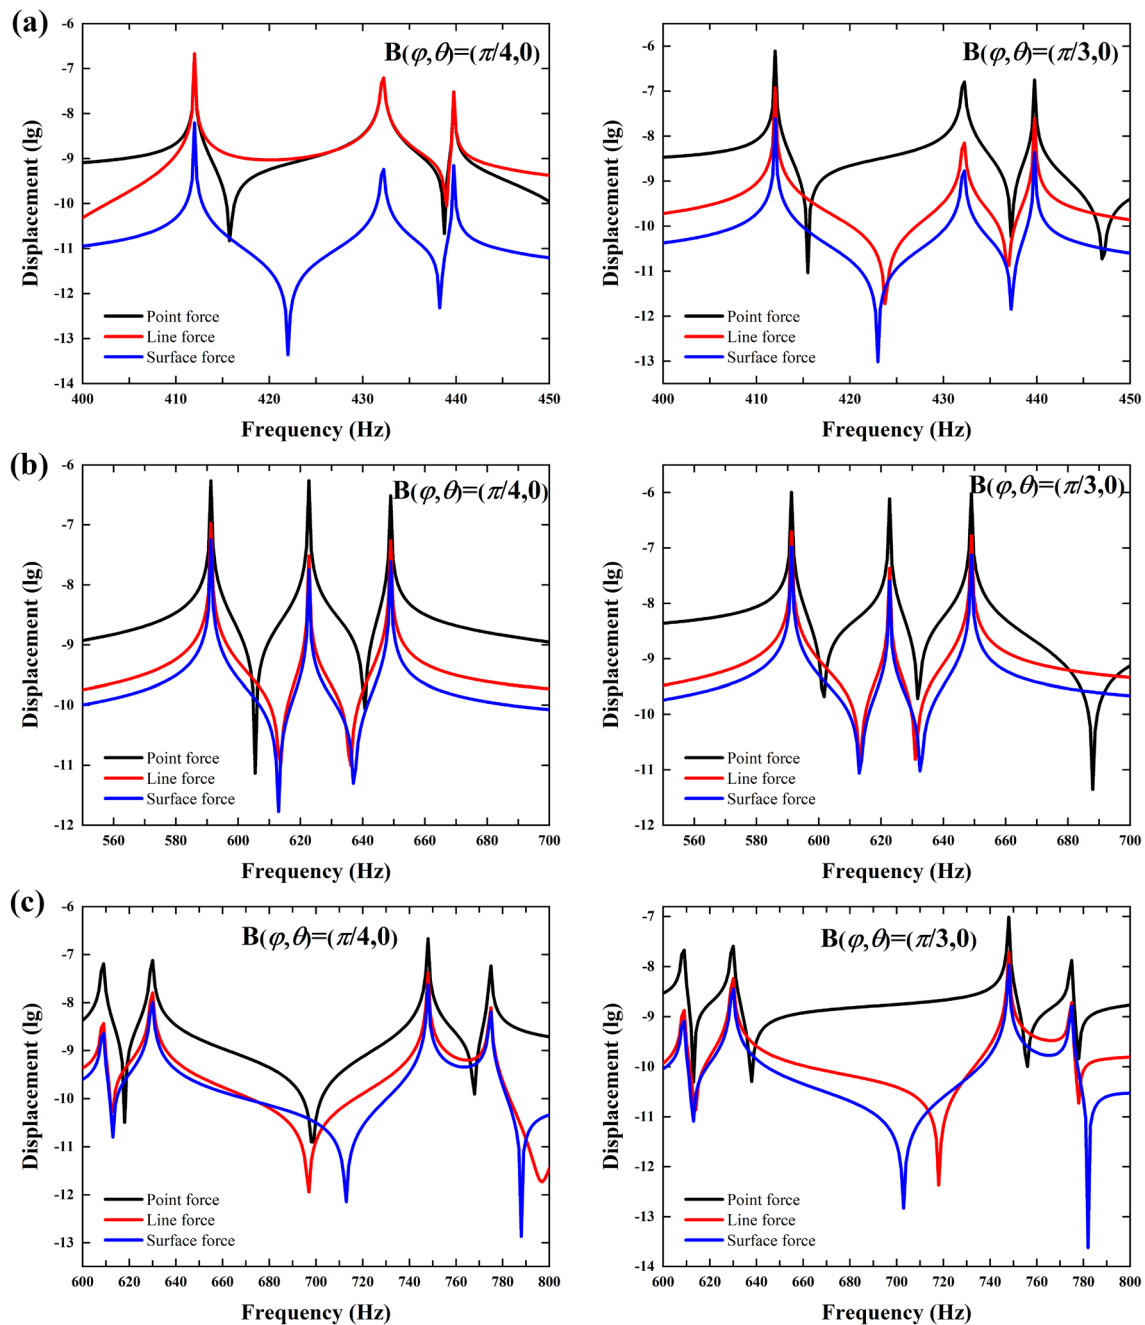 (a)
B(φ,θ)=(π/4,0)
Displacement (lg)
-6
-7
-8
-9
-10
-11
-12
-13
-14
Point force
Line force
Surface force
400 410 420 430 440 450
Frequency (Hz)
B(φ,θ)=(π/3,0)
Displacement (lg)
-6
-7
-8
-9
-10
-11
-12
-13
Point force
Line force
Surface force
400 410 420 430 440 450
Frequency (Hz)
(b)
B(φ,θ)=(π/4,0)
Displacement (lg)
-6
-7
-8
-9
-10
-11
-12
Point force
Line force
Surface force
560 580 600 620 640 660 680 700
Frequency (Hz)
B(φ,θ)=(π/3,0)
Displacement (lg)
-6
-7
-8
-9
-10
-11
-12
Point force
Line force
Surface force
560 580 600 620 640 660 680 700
Frequency (Hz)
(c)
B(φ,θ)=(π/4,0)
Displacement (lg)
-6
-7
-8
-9
-10
-11
-12
-13
Point force
Line force
Surface force
600 620 640 660 680 700 720 740 760 780 800
Frequency (Hz)
B(φ,θ)=(π/3,0)
Displacement (lg)
-7
-8
-9
-10
-11
-12
-13
-14
Point force
Line force
Surface force
600 620 640 660 680 700 720 740 760 780 800
Frequency (Hz)